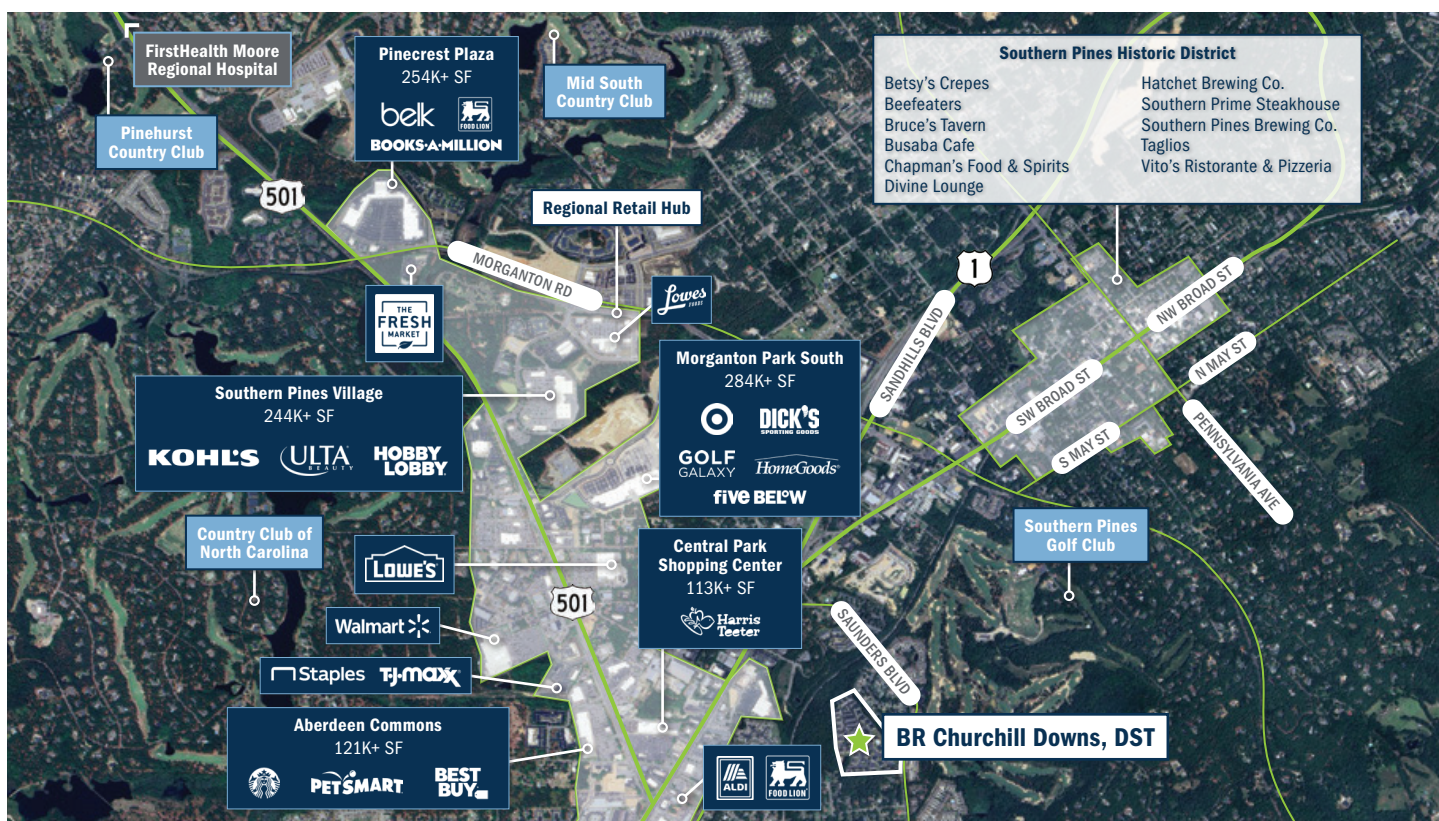 FirstHealth Moore
Regional Hospital
Pinehurst
Country Club
Pinecrest Plaza
254K+ SF
belk
FOOD LION
BOOKS·A·MILLION
Mid South
Country Club
Southern Pines Historic District
Betsy's Crepes
Beefeaters
Bruce's Tavern
Busaba Cafe
Chapman's Food & Spirits
Divine Lounge
Hatchet Brewing Co.
Southern Prime Steakhouse
Southern Pines Brewing Co.
Taglios
Vito's Ristorante & Pizzeria
501
Regional Retail Hub
MORGANTON RD
1
THE
FRESH
MARKET
Lowes
FOODS
SANDHILLS BLVD
NW BROAD ST
N MAY ST
SW BROAD ST
S MAY ST
PENNSYLVANIA AVE
Southern Pines Village
244K+ SF
KOHL'S
ULTA
BEAUTY
HOBBY
LOBBY
Morganton Park South
284K+ SF
DICK'S
SPORTING GOODS
GOLF
GALAXY
HomeGoods
five BELOW
Country Club of
North Carolina
LOWE'S
Central Park
Shopping Center
113K+ SF
Harris
Teeter
Southern Pines
Golf Club
501
Walmart
Staples
T·J·maxx
SAUNDERS BLVD
Aberdeen Commons
121K+ SF
PETSMART
BEST
BUY
ALDI
FOOD LION
BR Churchill Downs, DST